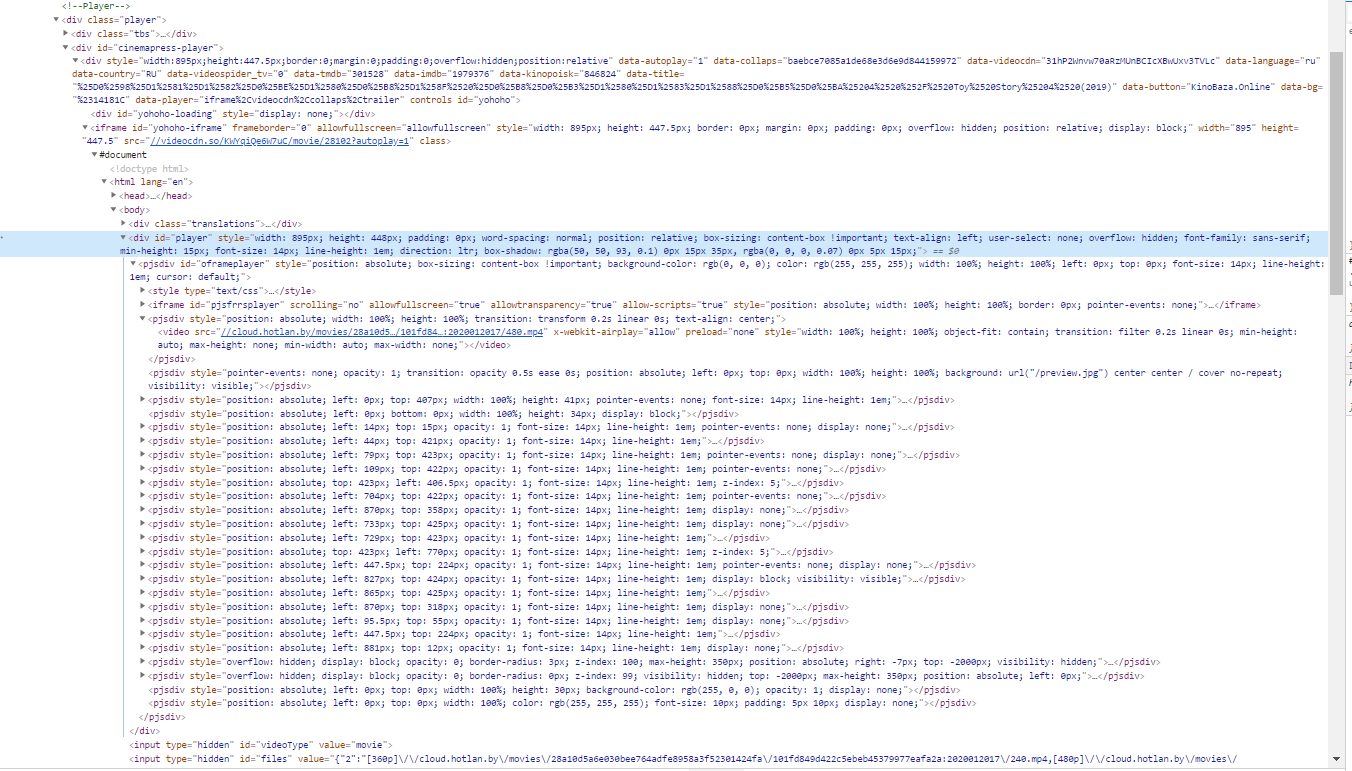 <!--Player-->
▼<div class="player">
▶<div class="tbs">…</div>
▼<div id="cinemapress-player">
▼<div style="width:895px;height:447.5px;border:0;margin:0;padding:0;overflow:hidden;position:relative" data-autoplay="1" data-collaps="baebce7085a1de68e3d6e9d844159972" data-videocdn="31hP2Wnvw70aRzMUnBCIcXBwUxv3TVLc" data-language="ru"
data-country="RU" data-videospider_tv="0" data-tmdb="301528" data-imdb="1979376" data-kinopoisk="846824" data-title=
"%25D0%2598%25D1%2581%25D1%2582%25D0%25BE%25D1%2580%25D0%25B8%25D1%258F%2520%25D0%25B8%25D0%25B3%25D1%2580%25D1%2583%25D1%2588%25D0%25B5%25D0%25BA%25204%2520%252F%2520Toy%2520Story%25204%2520(2019)" data-button="KinoBaza.Online" data-bg=
"%2314181C" data-player="iframe%2Cvideocdn%2Ccollaps%2Ctrailer" controls id="yohoho">
<div id="yohoho-loading" style="display: none;"></div>
▼<iframe id="yohoho-iframe" frameborder="0" allowfullscreen="allowfullscreen" style="width: 895px; height: 447.5px; border: 0px; margin: 0px; padding: 0px; overflow: hidden; position: relative; display: block;" width="895" height=
"447.5" src="//videocdn.so/KWYqiQe6W7uC/movie/28102?autoplay=1" class>
▼#document
<!doctype html>
▼<html lang="en">
▶<head>…</head>
▼<body>
▶<div class="translations">…</div>
▼<div id="player" style="width: 895px; height: 448px; padding: 0px; word-spacing: normal; position: relative; box-sizing: content-box !important; text-align: left; user-select: none; overflow: hidden; font-family: sans-serif;
min-height: 15px; font-size: 14px; line-height: 1em; direction: ltr; box-shadow: rgba(50, 50, 93, 0.1) 0px 15px 35px, rgba(0, 0, 0, 0.07) 0px 5px 15px;"> == $0
▼<pjsdiv id="oframeplayer" style="position: absolute; box-sizing: content-box !important; background-color: rgb(0, 0, 0); color: rgb(255, 255, 255); width: 100%; height: 100%; left: 0px; top: 0px; font-size: 14px; line-height:
1em; cursor: default;">
▶<style type="text/css">…</style>
▶<iframe id="pjsfrrsplayer" scrolling="no" allowfullscreen="true" allowtransparency="true" allow-scripts="true" style="position: absolute; width: 100%; height: 100%; border: 0px; pointer-events: none;">…</iframe>
▼<pjsdiv style="position: absolute; width: 100%; height: 100%; transition: transform 0.2s linear 0s; text-align: center;">
<video src="//cloud.hotlan.by/movies/28a10d5…/101fd84…:2020012017/480.mp4" x-webkit-airplay="allow" preload="none" style="width: 100%; height: 100%; object-fit: contain; transition: filter 0.2s linear 0s; min-height:
auto; max-height: none; min-width: auto; max-width: none;"></video>
</pjsdiv>
<pjsdiv style="pointer-events: none; opacity: 1; transition: opacity 0.5s ease 0s; position: absolute; left: 0px; top: 0px; width: 100%; height: 100%; background: url("/preview.jpg") center center / cover no-repeat;
visibility: visible;"></pjsdiv>
▶<pjsdiv style="position: absolute; left: 0px; top: 407px; width: 100%; height: 41px; pointer-events: none; font-size: 14px; line-height: 1em;">…</pjsdiv>
<pjsdiv style="position: absolute; left: 0px; bottom: 0px; width: 100%; height: 34px; display: block;"></pjsdiv>
▶<pjsdiv style="position: absolute; left: 14px; top: 15px; opacity: 1; font-size: 14px; line-height: 1em; pointer-events: none; display: none;">…</pjsdiv>
▶<pjsdiv style="position: absolute; left: 44px; top: 421px; opacity: 1; font-size: 14px; line-height: 1em;">…</pjsdiv>
▶<pjsdiv style="position: absolute; left: 79px; top: 423px; opacity: 1; font-size: 14px; line-height: 1em; pointer-events: none; display: none;">…</pjsdiv>
▶<pjsdiv style="position: absolute; left: 109px; top: 422px; opacity: 1; font-size: 14px; line-height: 1em; pointer-events: none;">…</pjsdiv>
▶<pjsdiv style="position: absolute; top: 423px; left: 406.5px; opacity: 1; font-size: 14px; line-height: 1em; z-index: 5;">…</pjsdiv>
▶<pjsdiv style="position: absolute; left: 704px; top: 422px; opacity: 1; font-size: 14px; line-height: 1em; pointer-events: none;">…</pjsdiv>
▶<pjsdiv style="position: absolute; left: 870px; top: 358px; opacity: 1; font-size: 14px; line-height: 1em; display: none;">…</pjsdiv>
▶<pjsdiv style="position: absolute; left: 733px; top: 425px; opacity: 1; font-size: 14px; line-height: 1em; display: none;">…</pjsdiv>
▶<pjsdiv style="position: absolute; left: 729px; top: 423px; opacity: 1; font-size: 14px; line-height: 1em;">…</pjsdiv>
▶<pjsdiv style="position: absolute; top: 423px; left: 770px; opacity: 1; font-size: 14px; line-height: 1em; z-index: 5;">…</pjsdiv>
▶<pjsdiv style="position: absolute; left: 447.5px; top: 224px; opacity: 1; font-size: 14px; line-height: 1em; pointer-events: none; display: none;">…</pjsdiv>
▶<pjsdiv style="position: absolute; left: 827px; top: 424px; opacity: 1; font-size: 14px; line-height: 1em; display: block; visibility: visible;">…</pjsdiv>
▶<pjsdiv style="position: absolute; left: 865px; top: 425px; opacity: 1; font-size: 14px; line-height: 1em;">…</pjsdiv>
▶<pjsdiv style="position: absolute; left: 870px; top: 318px; opacity: 1; font-size: 14px; line-height: 1em; display: none;">…</pjsdiv>
▶<pjsdiv style="position: absolute; left: 95.5px; top: 55px; opacity: 1; font-size: 14px; line-height: 1em; display: none;">…</pjsdiv>
▶<pjsdiv style="position: absolute; left: 447.5px; top: 224px; opacity: 1; font-size: 14px; line-height: 1em;">…</pjsdiv>
▶<pjsdiv style="position: absolute; left: 881px; top: 12px; opacity: 1; font-size: 14px; line-height: 1em; display: none;">…</pjsdiv>
▶<pjsdiv style="overflow: hidden; display: block; opacity: 0; border-radius: 3px; z-index: 100; max-height: 350px; position: absolute; right: -7px; top: -2000px; visibility: hidden;">…</pjsdiv>
▶<pjsdiv style="overflow: hidden; display: block; opacity: 0; border-radius: 0px; z-index: 99; visibility: hidden; top: -2000px; max-height: 350px; position: absolute; left: 0px;">…</pjsdiv>
<pjsdiv style="position: absolute; left: 0px; top: 0px; width: 100%; height: 30px; background-color: rgb(255, 0, 0); opacity: 1; display: none;"></pjsdiv>
<pjsdiv style="position: absolute; left: 0px; top: 0px; width: 100%; color: rgb(255, 255, 255); font-size: 10px; padding: 5px 10px; display: none;"></pjsdiv>
</pjsdiv>
</div>
<input type="hidden" id="videoType" value="movie">
<input type="hidden" id="files" value="{"2":"[360p]\/\/cloud.hotlan.by\/movies\/28a10d5a6e030bee764adfe8958a3f52301424fa\/101fd849d422c5ebeb45379977eafa2a:2020012017\/240.mp4,[480p]\/\/cloud.hotlan.by\/movies\/